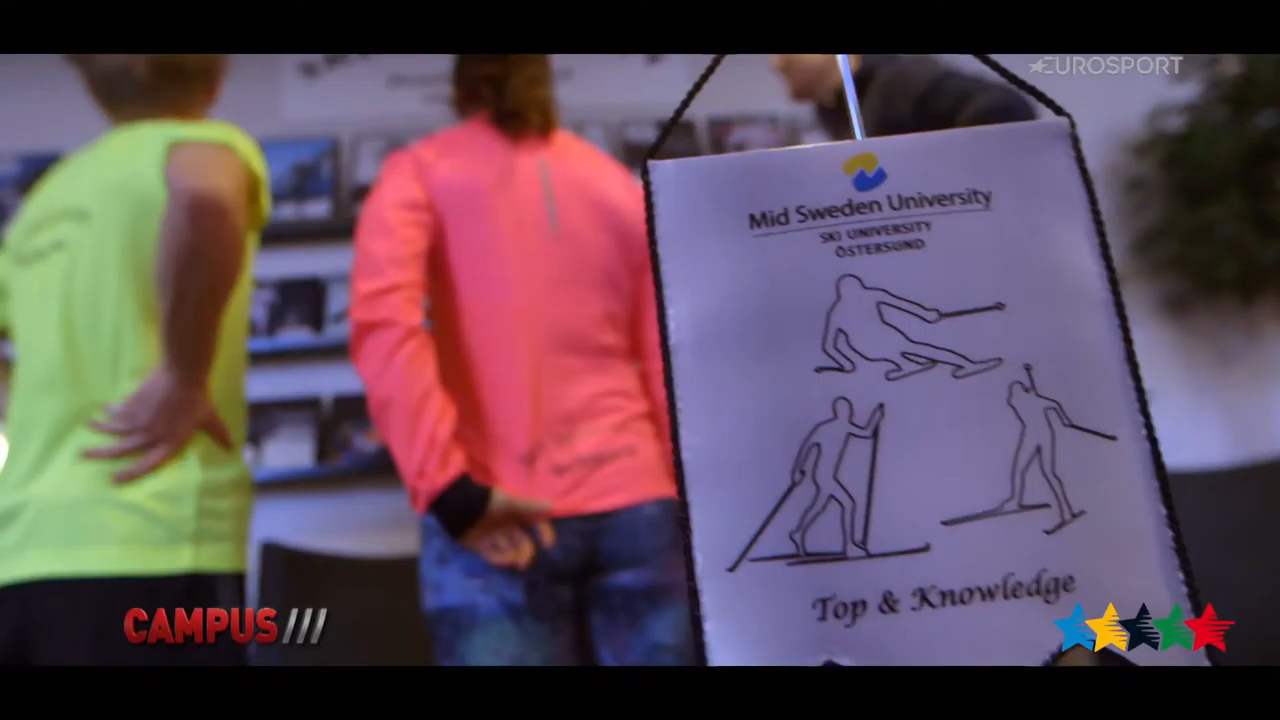 EUROSPORT
Mid Sweden University
SKI UNIVERSITY
ÖSTERSUND
Top & Knowledge
CAMPUS///